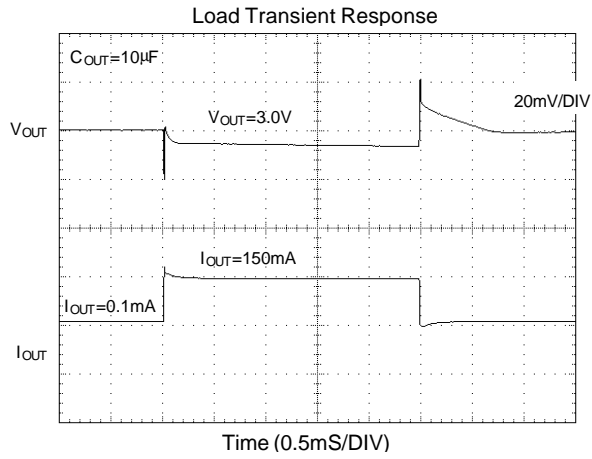 Load Transient Response
COUT=10µF
20mV/DIV
VOUT=3.0V
VOUT
IOUT=150mA
IOUT=0.1mA
IOUT
Time (0.5mS/DIV)